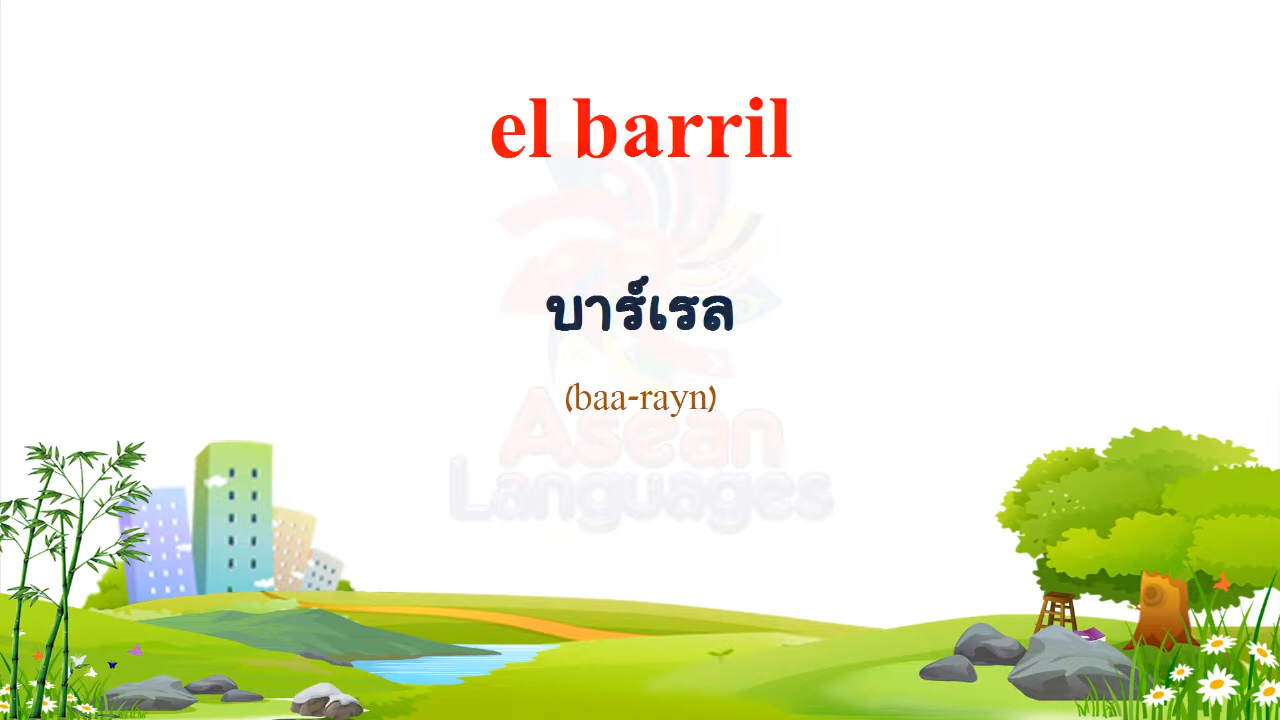 el barril
บาร์เรล
(baa-rayn)
Asean
Languages